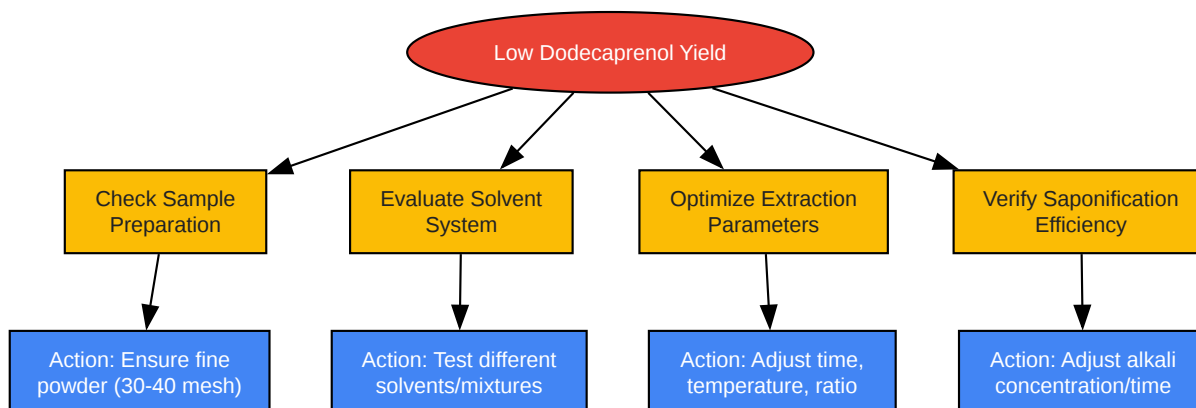 Low Dodecaprenol Yield
Check Sample
Preparation
Evaluate Solvent
System
Optimize Extraction
Parameters
Verify Saponification
Efficiency
Action: Ensure fine
powder (30-40 mesh)
Action: Test different
solvents/mixtures
Action: Adjust time,
temperature, ratio
Action: Adjust alkali
concentration/time